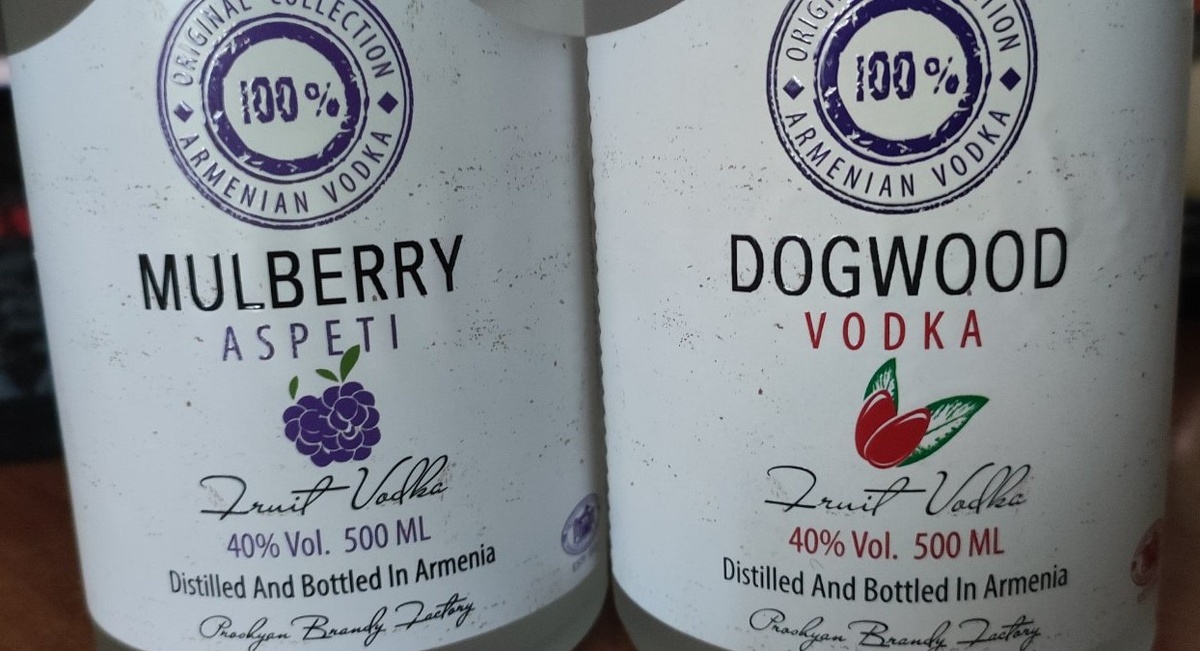 ORIGINAL COLLECTION
100%
ARMENIAN VODKA
MULBERRY
ASPETI
Fruit Vodka
40% Vol. 500 ML
Distilled And Bottled In Armenia
Proshyan Brandy Factory
ORIGINAL COLLECTION
100%
ARMENIAN VODKA
DOGWOOD
VODKA
Fruit Vodka
40% Vol. 500 ML
Distilled And Bottled In Armenia
Proshyan Brandy Factory